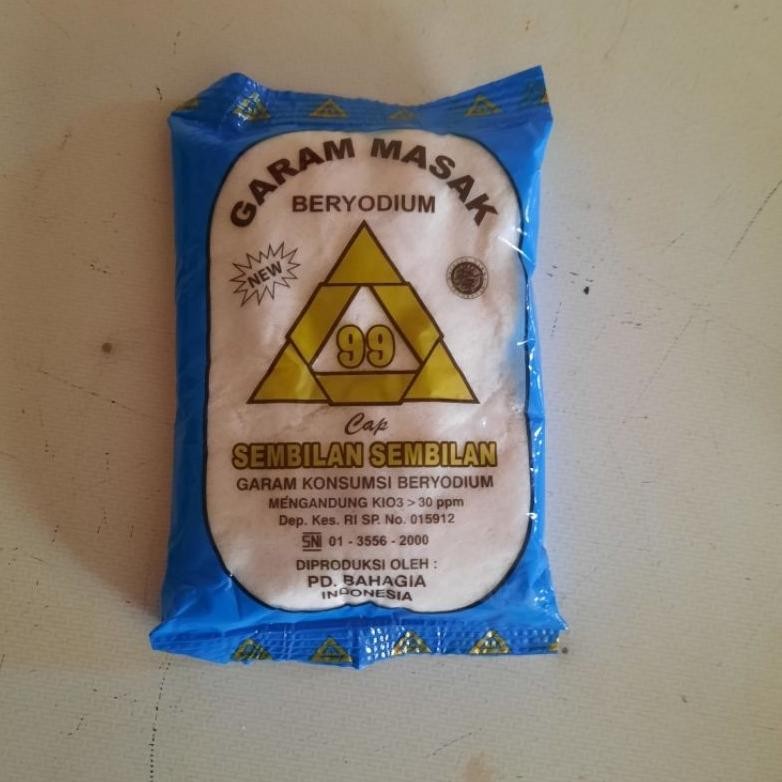 GARAM MASAK
BERYODIUM
NEW
99
Cap
SEMBILAN SEMBILAN
GARAM KONSUMSI BERYODIUM
MENGANDUNG KIO3 > 30 ppm
Dep. Kes. RI SP. No. 015912
SNI 01 - 3556 - 2000
DIPRODUKSI OLEH :
PD. BAHAGIA
INDONESIA